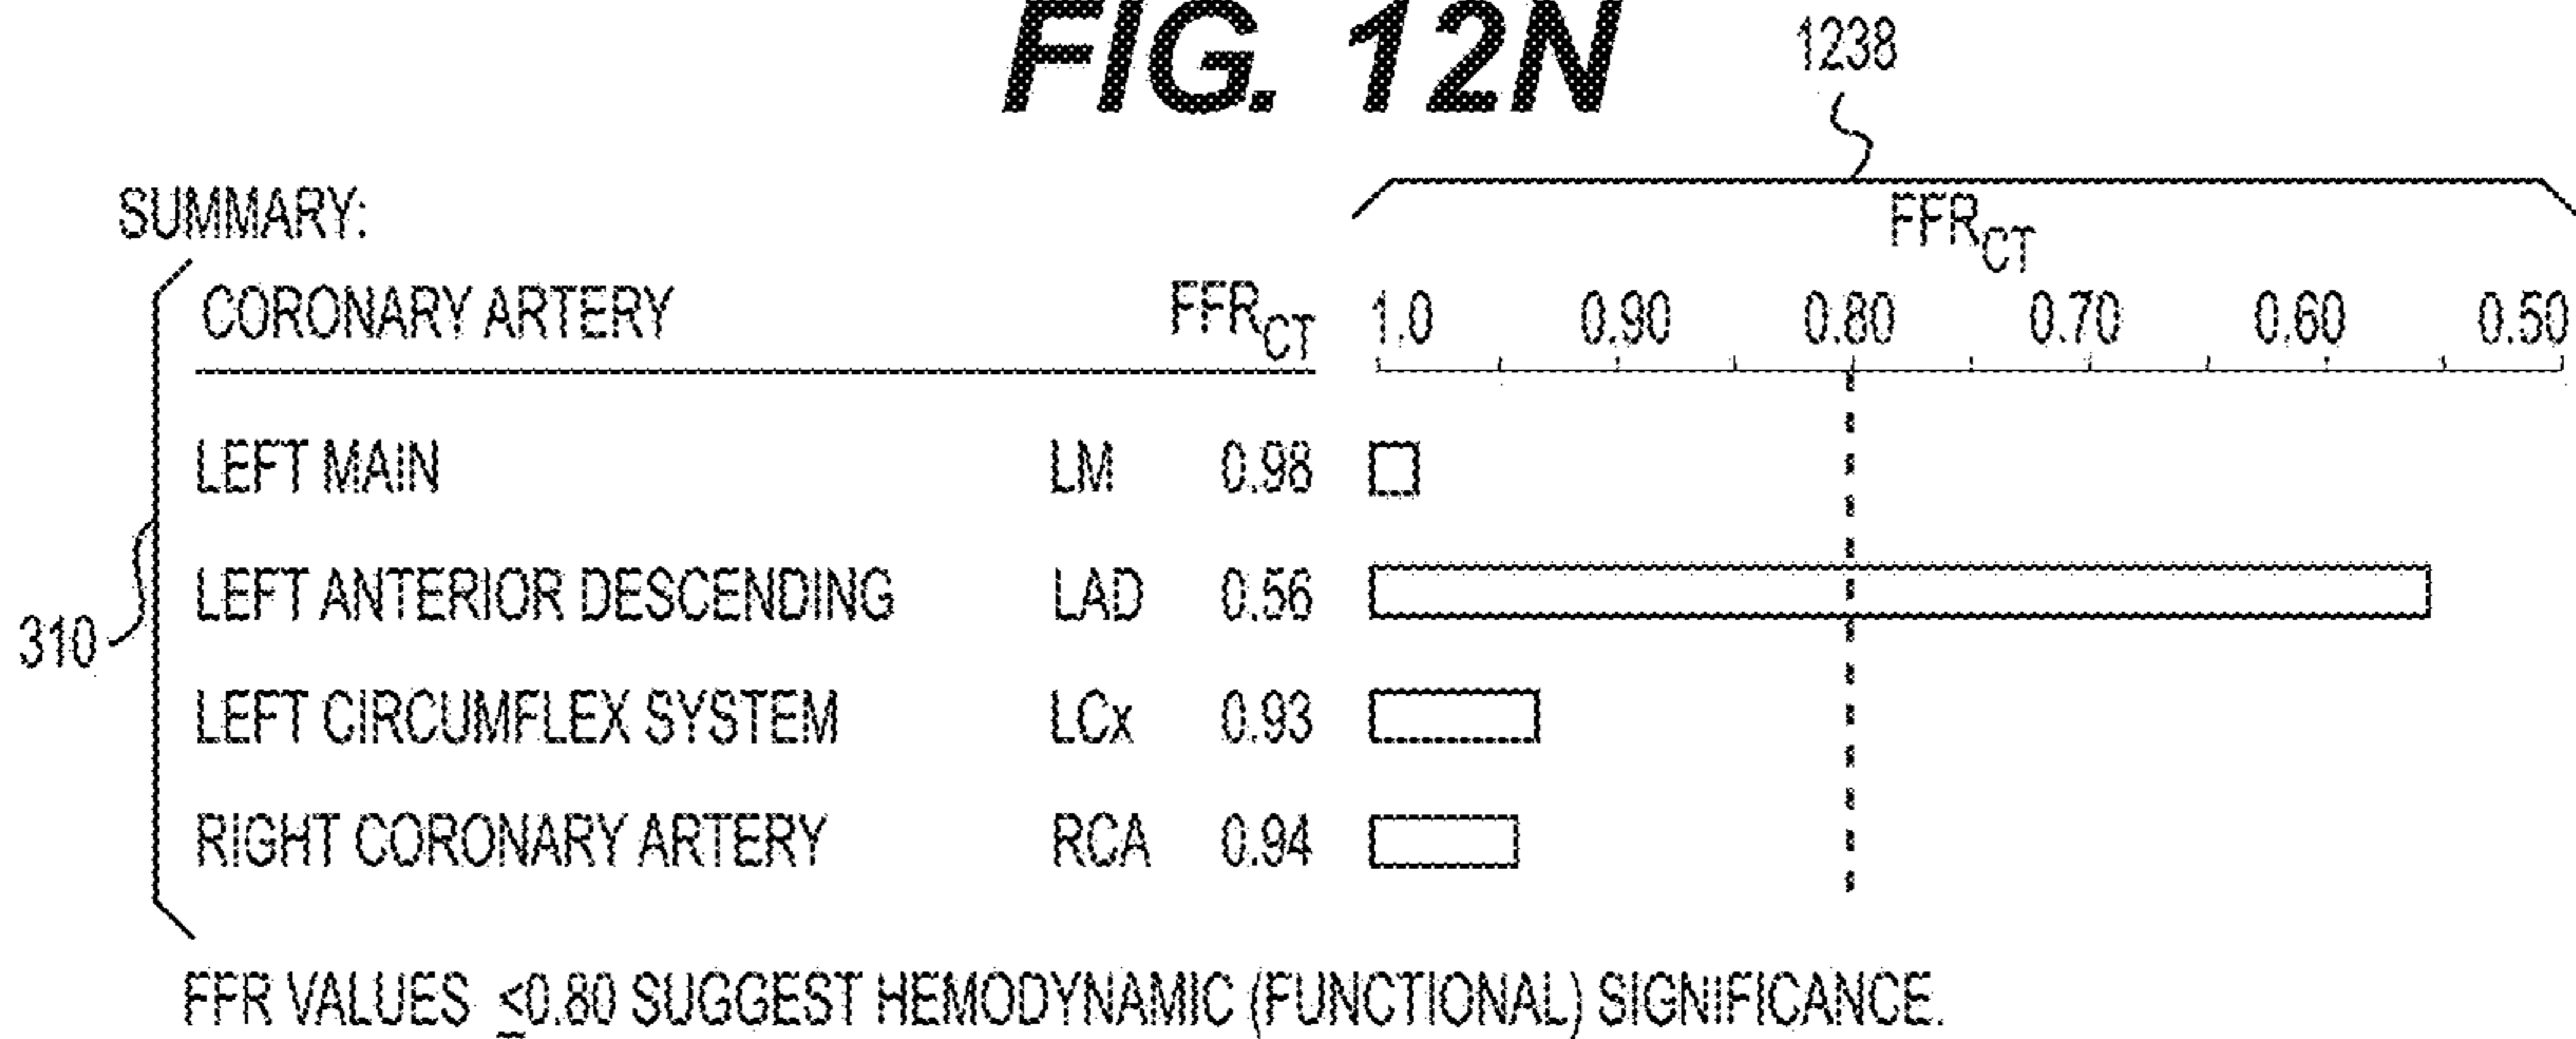 FIG. 12N
1238
SUMMARY:
FFRCT
CORONARY ARTERY FFRCT 1.0 0.90 0.80 0.70 0.60 0.50
LEFT MAIN LM 0.98
LEFT ANTERIOR DESCENDING LAD 0.56
310
LEFT CIRCUMFLEX SYSTEM LCx 0.93
RIGHT CORONARY ARTERY RCA 0.94
FFR VALUES ≤0.80 SUGGEST HEMODYNAMIC (FUNCTIONAL) SIGNIFICANCE.